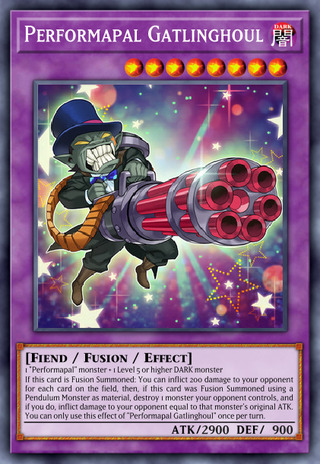 Performapal Gatlinghoul
DARK
闇
[Fiend / Fusion / Effect]
1 "Performapal" monster + 1 Level 5 or higher DARK monster
If this card is Fusion Summoned: You can inflict 200 damage to your opponent
for each card on the field, then, if this card was Fusion Summoned using a
Pendulum Monster as material, destroy 1 monster your opponent controls, and
if you do, inflict damage to your opponent equal to that monster's original ATK.
You can only use this effect of "Performapal Gatlinghoul" once per turn.
ATK/2900 DEF/ 900